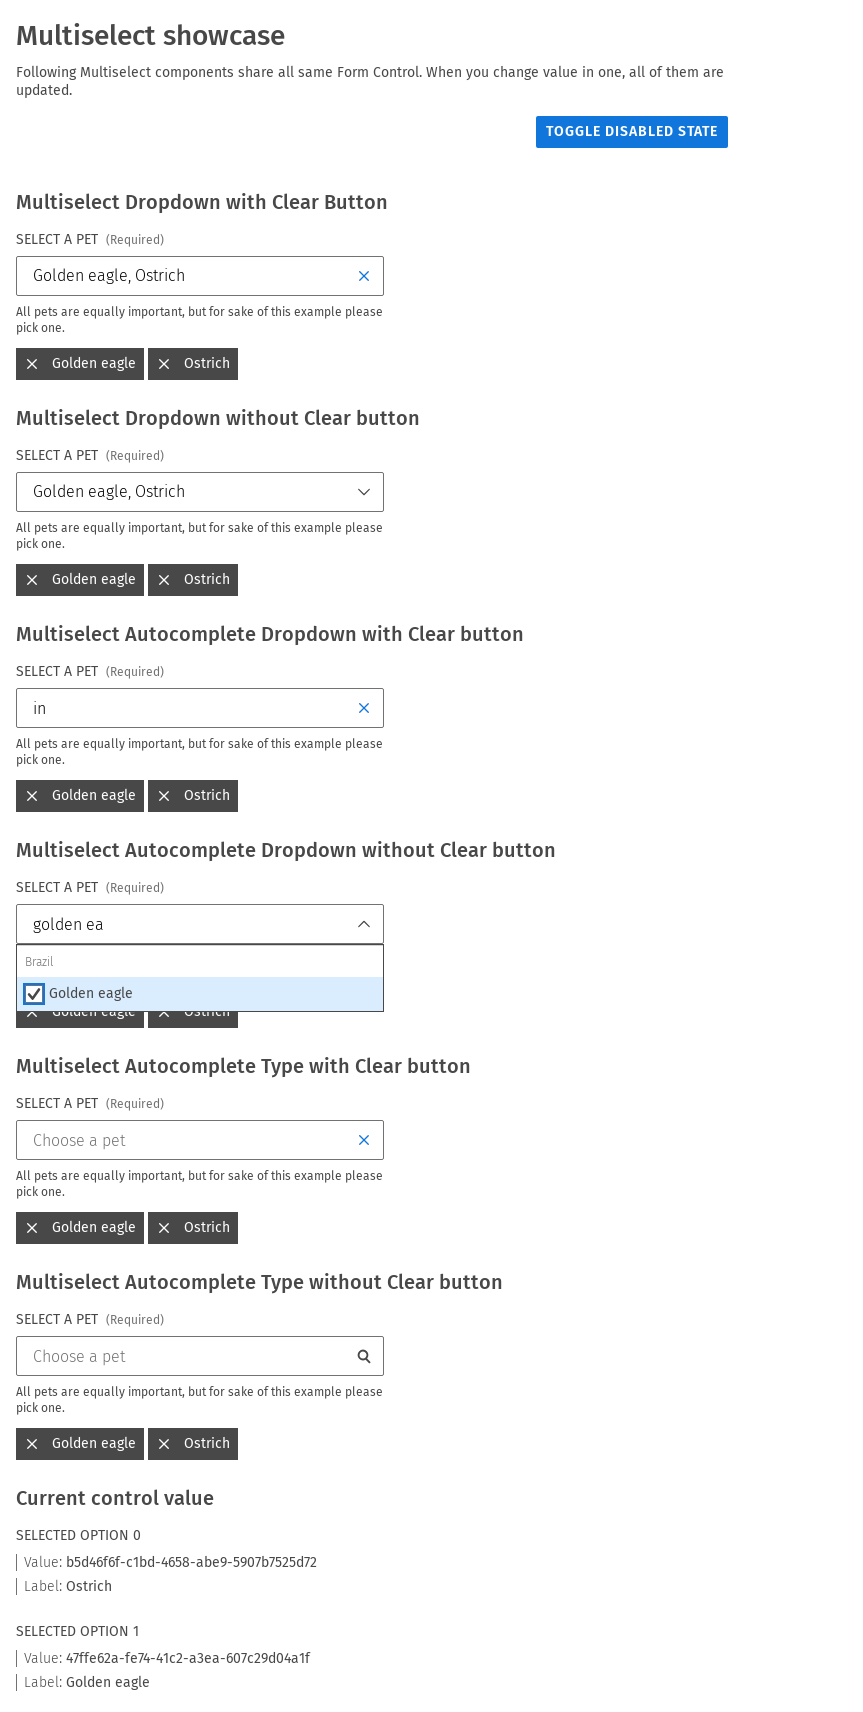 Multiselect showcase
Following Multiselect components share all same Form Control. When you change value in one, all of them are
updated.
TOGGLE DISABLED STATE
Multiselect Dropdown with Clear Button
SELECT A PET (Required)
Golden eagle, Ostrich
All pets are equally important, but for sake of this example please
pick one.
Golden eagle Ostrich
Multiselect Dropdown without Clear button
SELECT A PET (Required)
Golden eagle, Ostrich
All pets are equally important, but for sake of this example please
pick one.
Golden eagle Ostrich
Multiselect Autocomplete Dropdown with Clear button
SELECT A PET (Required)
in
All pets are equally important, but for sake of this example please
pick one.
Golden eagle Ostrich
Multiselect Autocomplete Dropdown without Clear button
SELECT A PET (Required)
golden ea
Brazil
Golden eagle
Golden eagle Ostrich
Multiselect Autocomplete Type with Clear button
SELECT A PET (Required)
Choose a pet
All pets are equally important, but for sake of this example please
pick one.
Golden eagle Ostrich
Multiselect Autocomplete Type without Clear button
SELECT A PET (Required)
Choose a pet
All pets are equally important, but for sake of this example please
pick one.
Golden eagle Ostrich
Current control value
SELECTED OPTION 0
Value: b5d46f6f-c1bd-4658-abe9-5907b7525d72
Label: Ostrich
SELECTED OPTION 1
Value: 47ffe62a-fe74-41c2-a3ea-607c29d04a1f
Label: Golden eagle